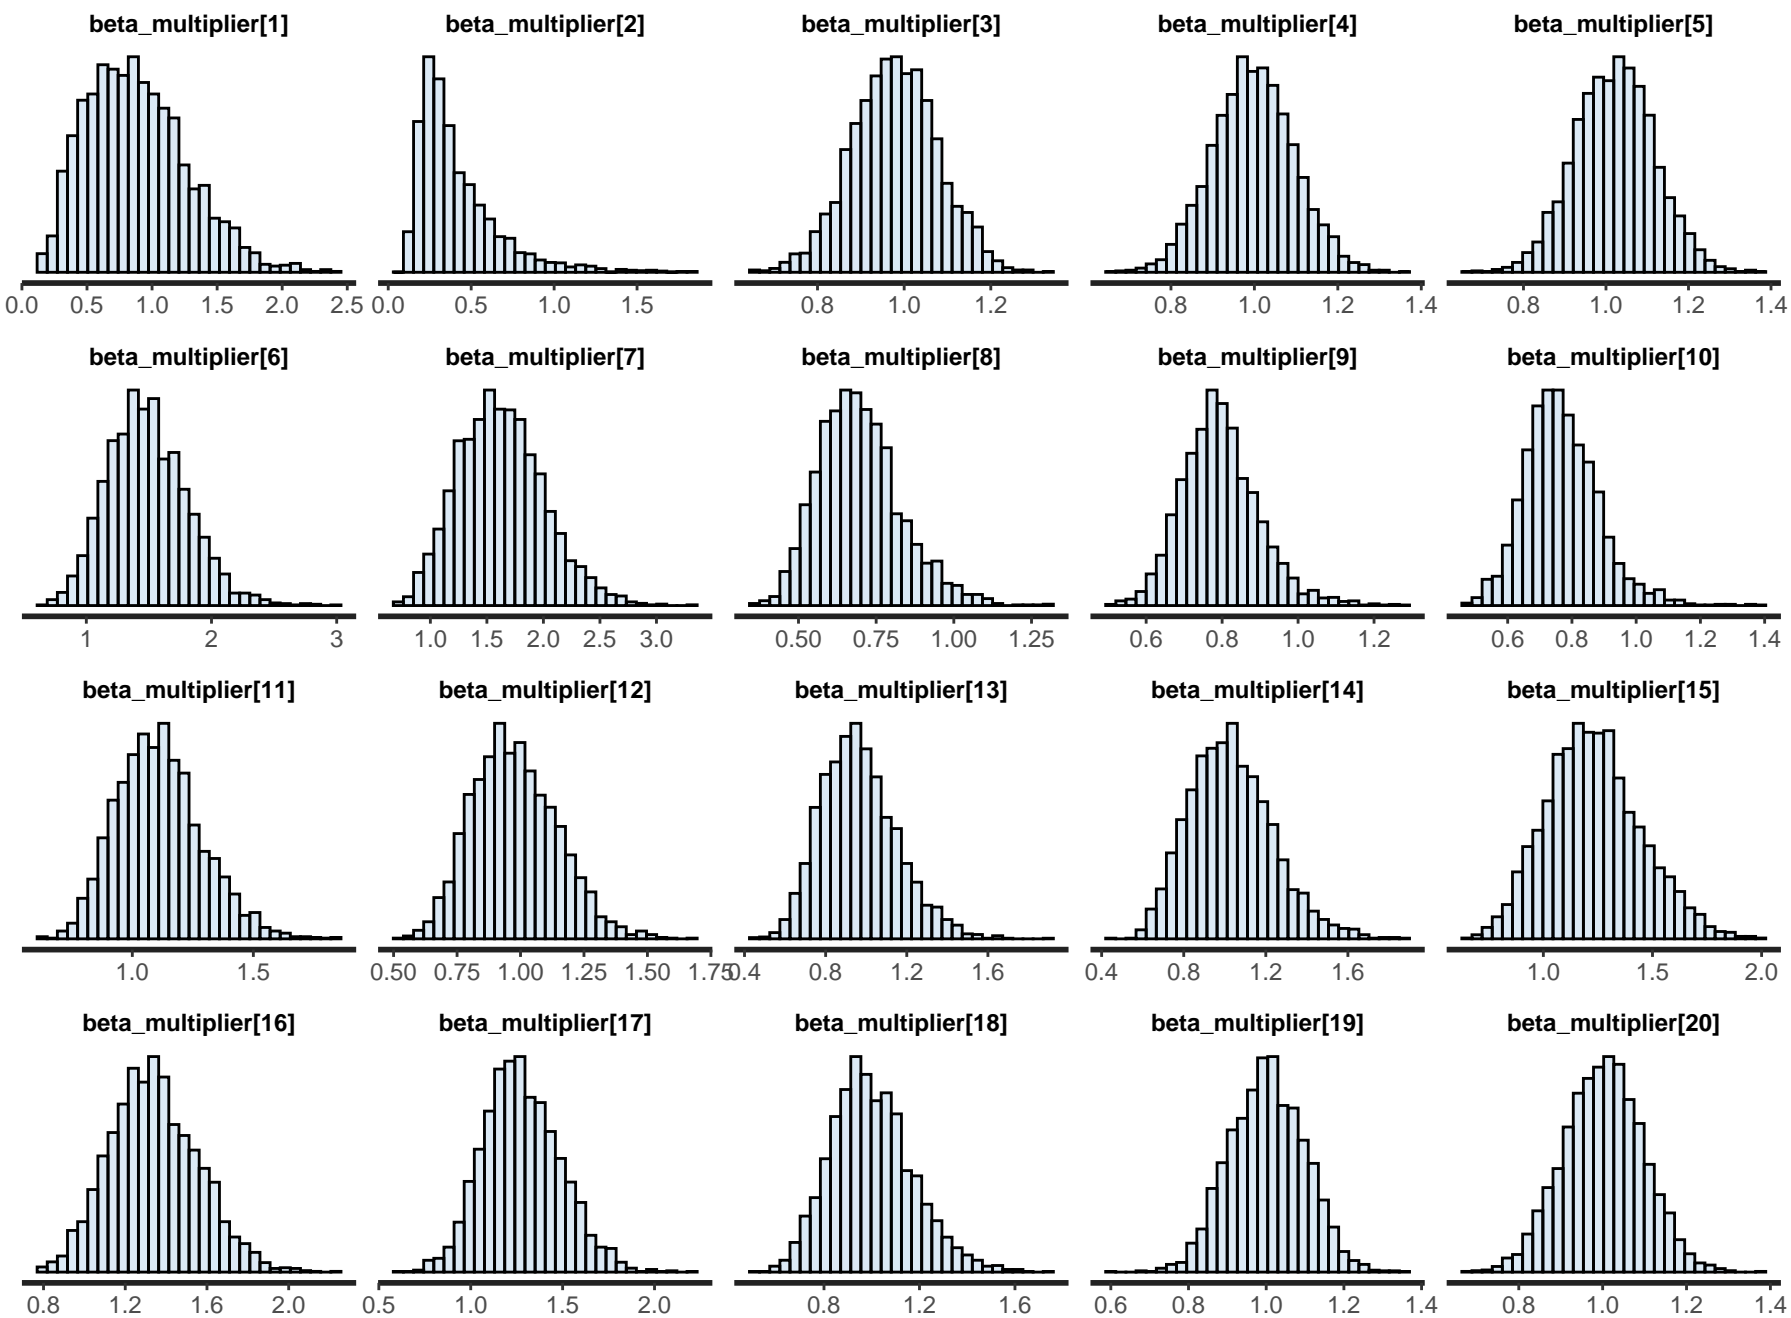 beta_multiplier[1] beta_multiplier[2] beta_multiplier[3] beta_multiplier[4] beta_multiplier[5]
0.0 0.5 1.0 1.5 2.0 2.5 0.0 0.5 1.0 1.5 0.8 1.0 1.2 0.8 1.0 1.2 1.4 0.8 1.0 1.2 1.4
beta_multiplier[6] beta_multiplier[7] beta_multiplier[8] beta_multiplier[9] beta_multiplier[10]
1 2 3 1.0 1.5 2.0 2.5 3.0 0.50 0.75 1.00 1.25 0.6 0.8 1.0 1.2 0.6 0.8 1.0 1.2 1.4
beta_multiplier[11] beta_multiplier[12] beta_multiplier[13] beta_multiplier[14] beta_multiplier[15]
1.0 1.5 0.50 0.75 1.00 1.25 1.50 1.75 0.4 0.8 1.2 1.6 0.4 0.8 1.2 1.6 1.0 1.5 2.0
beta_multiplier[16] beta_multiplier[17] beta_multiplier[18] beta_multiplier[19] beta_multiplier[20]
0.8 1.2 1.6 2.0 0.5 1.0 1.5 2.0 0.8 1.2 1.6 0.6 0.8 1.0 1.2 1.4 0.8 1.0 1.2 1.4